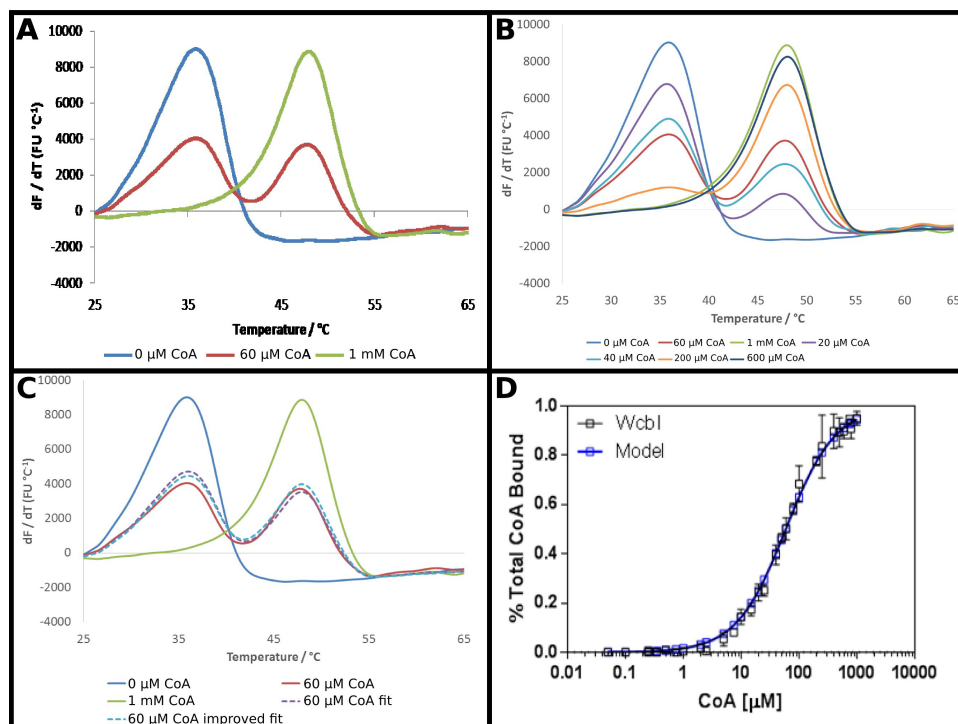 A
10000
8000
6000
4000
2000
0
-2000
-4000
dF / dT (FU °C⁻¹)
25 35 45 55 65
Temperature / °C
0 µM CoA 60 µM CoA 1 mM CoA
B
10000
8000
6000
4000
2000
0
-2000
-4000
dF / dT (FU °C⁻¹)
25 30 35 40 45 50 55 60 65
Temperature / °C
0 µM CoA 60 µM CoA 1 mM CoA 20 µM CoA
40 µM CoA 200 µM CoA 600 µM CoA
C
10000
8000
6000
4000
2000
0
-2000
-4000
dF / dT (FU °C⁻¹)
25 35 45 55 65
Temperature / °C
0 µM CoA 60 µM CoA
1 mM CoA 60 µM CoA fit
60 µM CoA improved fit
D
1.0
0.8
0.6
0.4
0.2
0.0
% Total CoA Bound
WcbI
Model
0.01 0.1 1 10 100 1000 10000
CoA [µM]